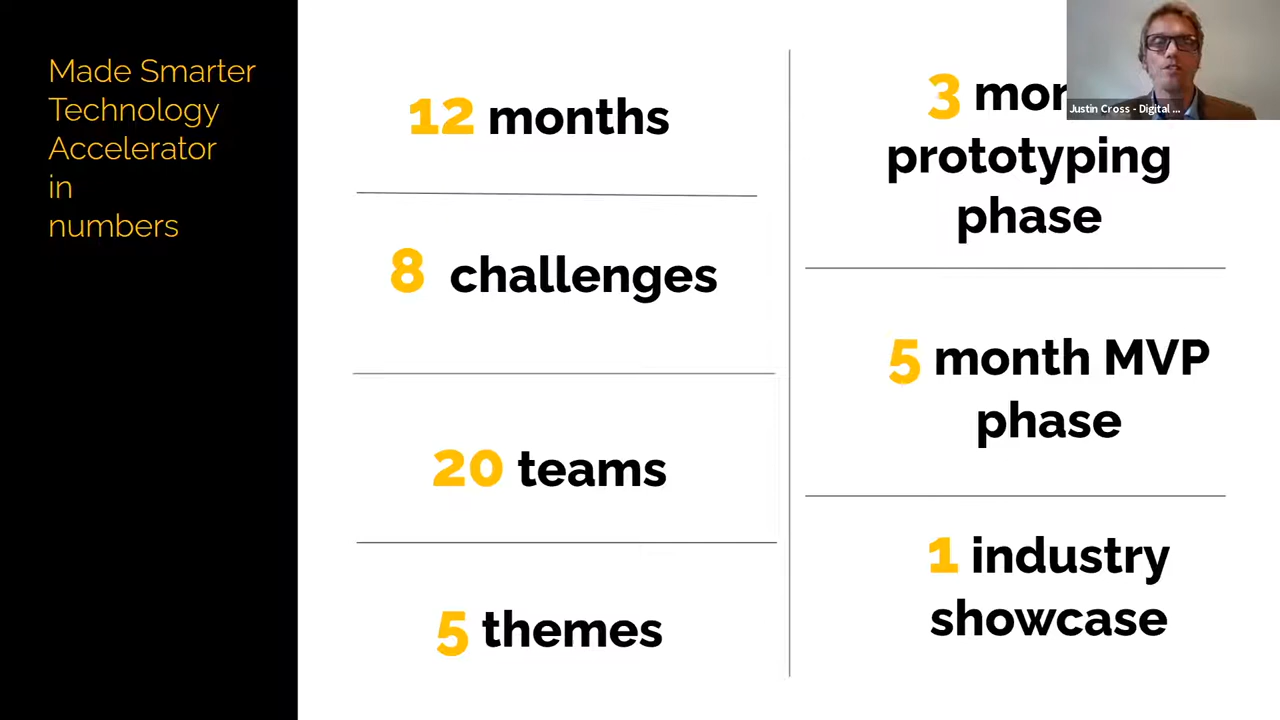 Made Smarter
Technology
Accelerator
in
numbers
12 months
8 challenges
20 teams
5 themes
3
prototyping
phase
5 month MVP
phase
1 industry
showcase
Justin Cross - Digital ...